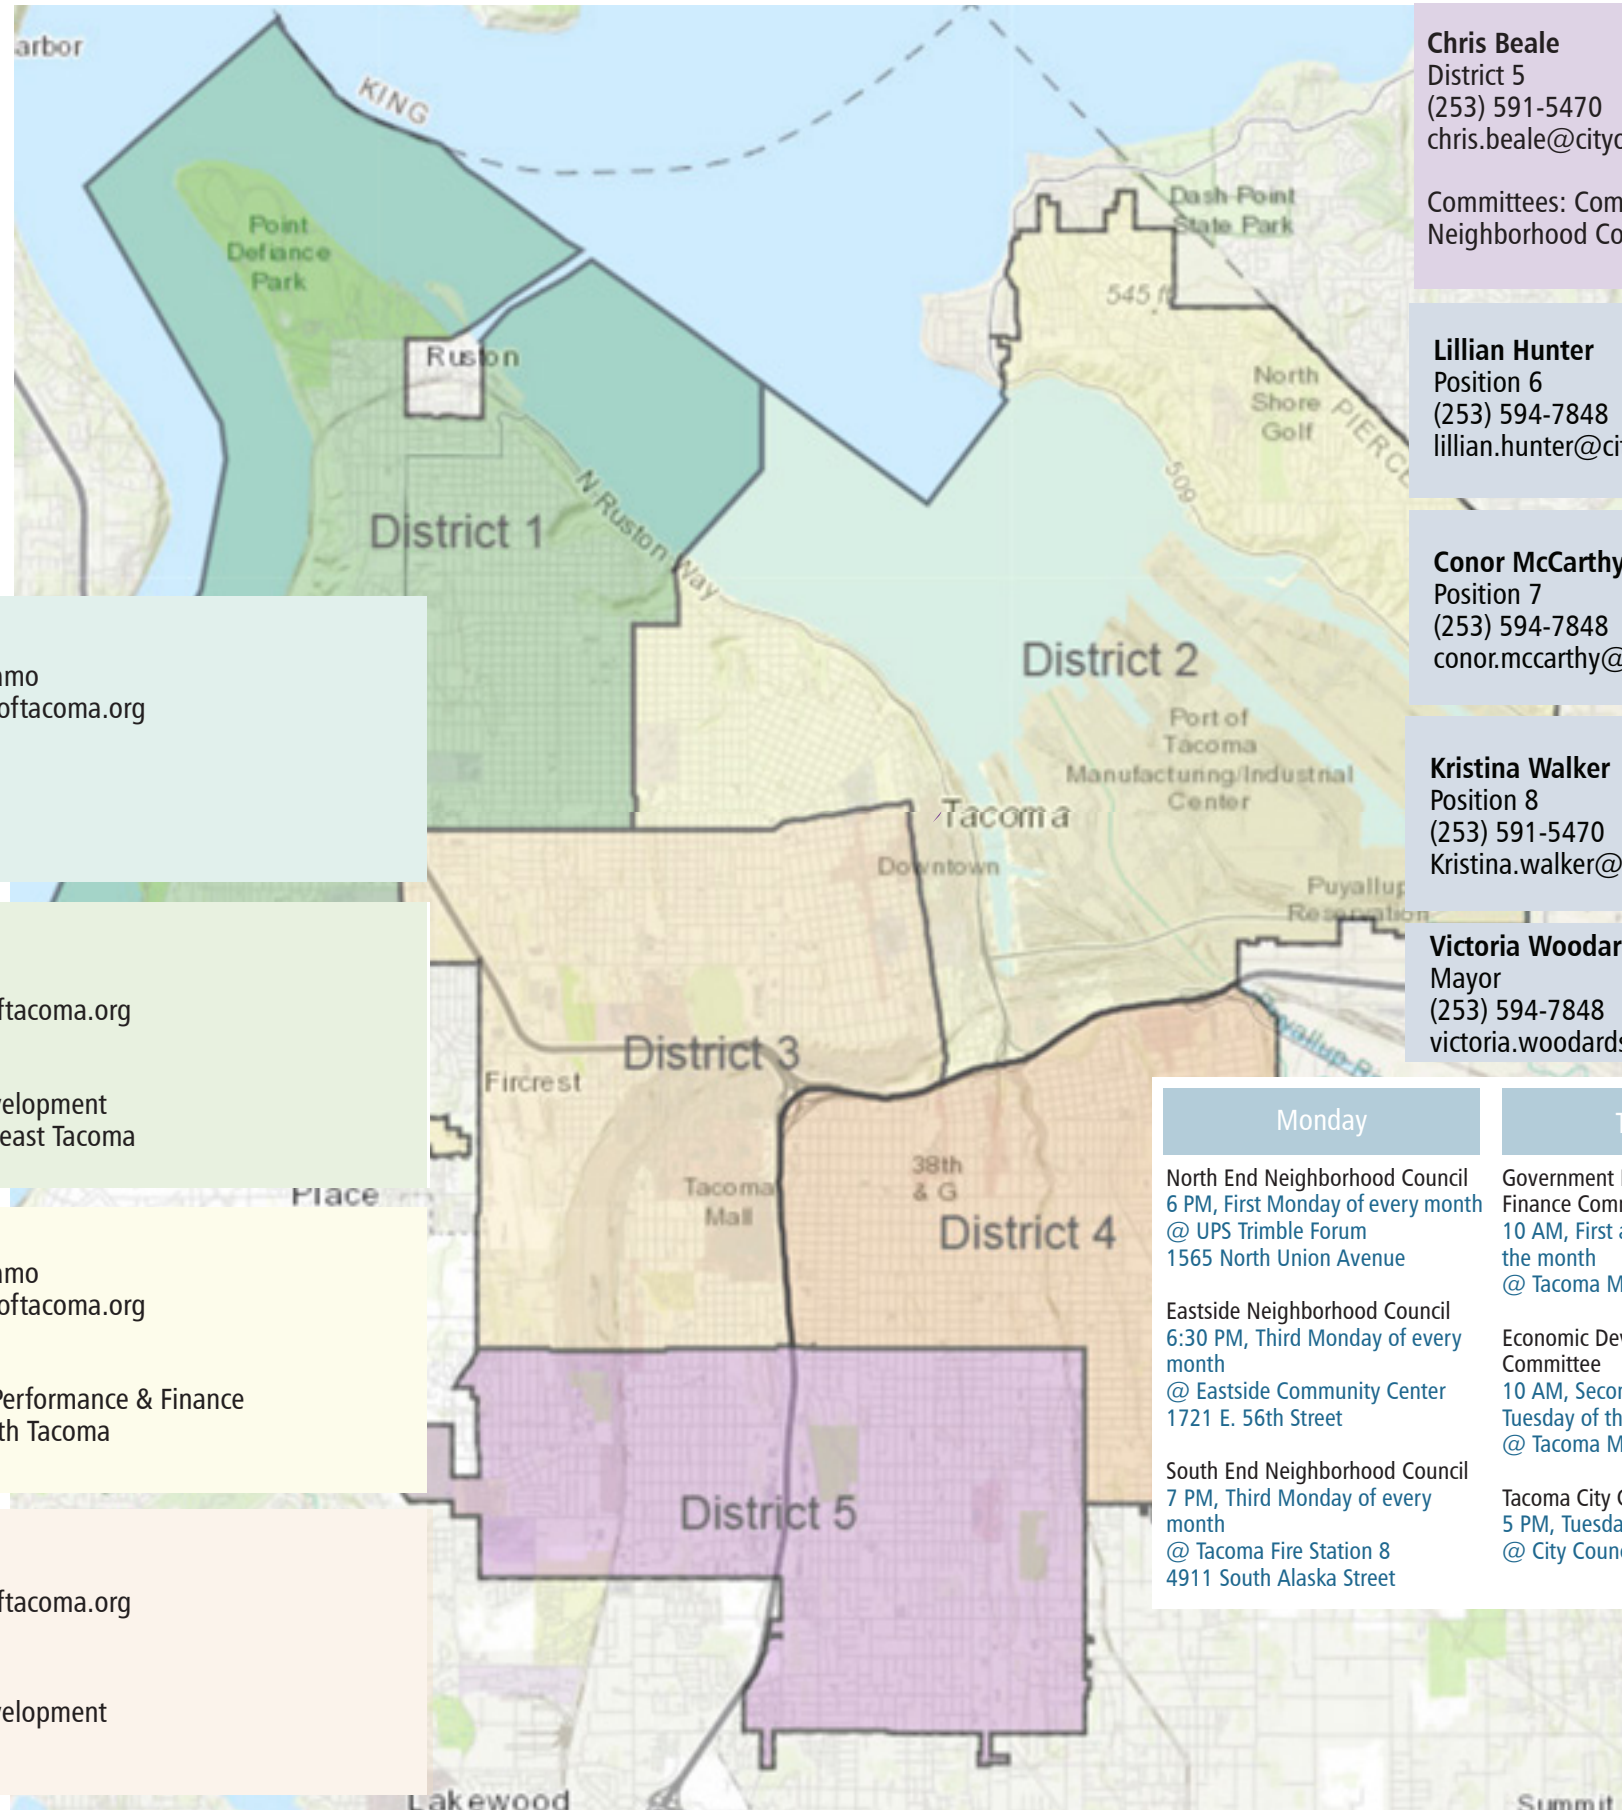 arbor
KING
Point
Defiance
Park
Dash Point
State Park
545 ft
Ruston
North
Shore
Golf
PIERCE
509
District 1
N Ruston Way
District 2
Port of
Tacoma
Manufacturing/Industrial
Center
Tacoma
Downtown
Puyallup
Reservation
District 3
Fircrest
Tacoma
Mall
38th
& G
District 4
Place
District 5
Lakewood
Summit
amo
oftacoma.org
ftacoma.org
velopment
east Tacoma
amo
oftacoma.org
Performance & Finance
th Tacoma
ftacoma.org
velopment
Chris Beale
District 5
(253) 591-5470
chris.beale@cityo
Committees: Com
Neighborhood Co
Lillian Hunter
Position 6
(253) 594-7848
lillian.hunter@cit
Conor McCarthy
Position 7
(253) 594-7848
conor.mccarthy@
Kristina Walker
Position 8
(253) 591-5470
Kristina.walker@
Victoria Woodar
Mayor
(253) 594-7848
victoria.woodards
Monday
North End Neighborhood Council
6 PM, First Monday of every month
@ UPS Trimble Forum
1565 North Union Avenue
Eastside Neighborhood Council
6:30 PM, Third Monday of every
month
@ Eastside Community Center
1721 E. 56th Street
South End Neighborhood Council
7 PM, Third Monday of every
month
@ Tacoma Fire Station 8
4911 South Alaska Street
T
Government
Finance Comm
10 AM, First a
the month
@ Tacoma M
Economic Dev
Committee
10 AM, Secon
Tuesday of th
@ Tacoma M
Tacoma City C
5 PM, Tuesda
@ City Counc